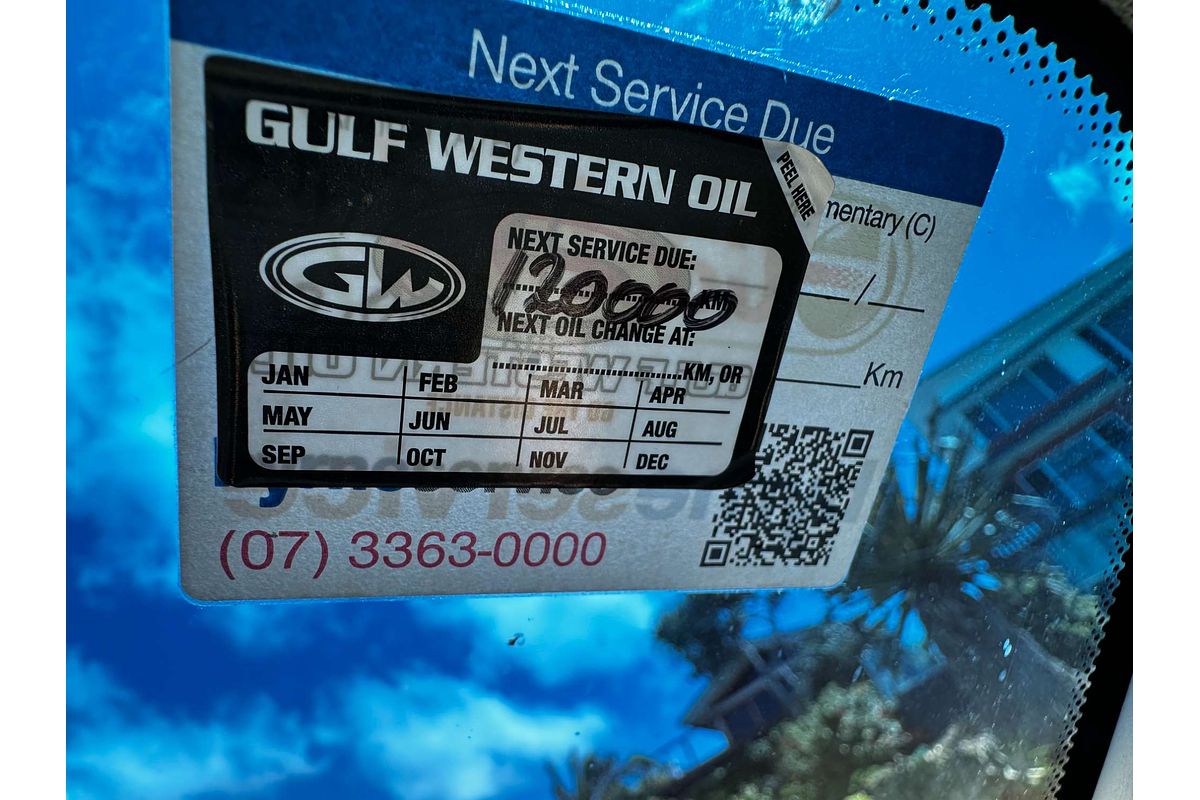 Next Service Due
GULF WESTERN OIL
PEEL HERE
mentary (C)
GW
NEXT SERVICE DUE:
120000 KM
/
NEXT OIL CHANGE AT:
KM, OR
Km
JAN FEB MAR APR
MAY JUN JUL AUG
SEP OCT NOV DEC
(07) 3363-0000